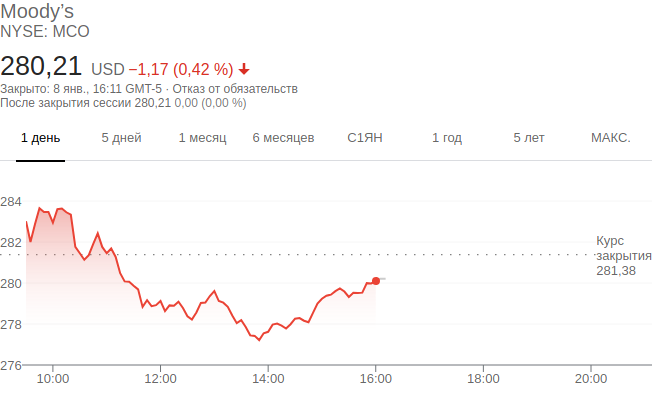 Moody’s
NYSE: MCO
280,21 USD −1,17 (0,42 %)
Закрыто: 8 янв., 16:11 GMT-5 · Отказ от обязательств
После закрытия сессии 280,21 0,00 (0,00 %)
1 день 5 дней 1 месяц 6 месяцев С1ЯН 1 год 5 лет МАКС.
284
282
Курс
закрытия
281,38
280
278
276
10:00 12:00 14:00 16:00 18:00 20:00